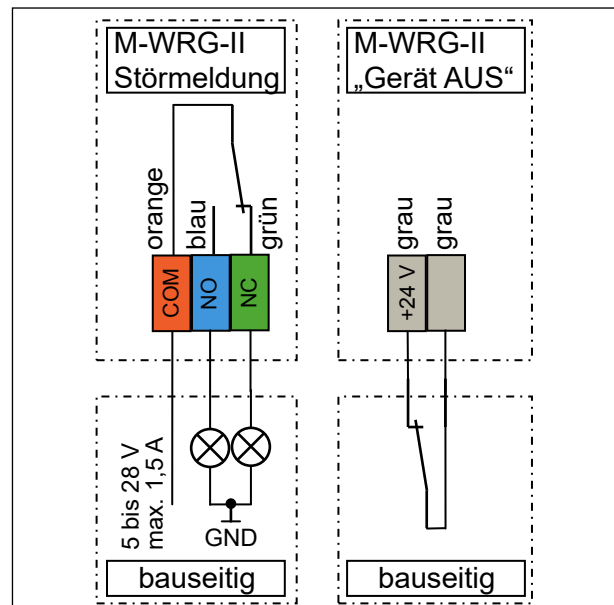 M-WRG-II
Störmeldung
orange
blau
grün
COM
NO
NC
5 bis 28 V
max. 1,5 A
GND
bauseitig
M-WRG-II
„Gerät AUS“
grau
grau
+24 V
bauseitig